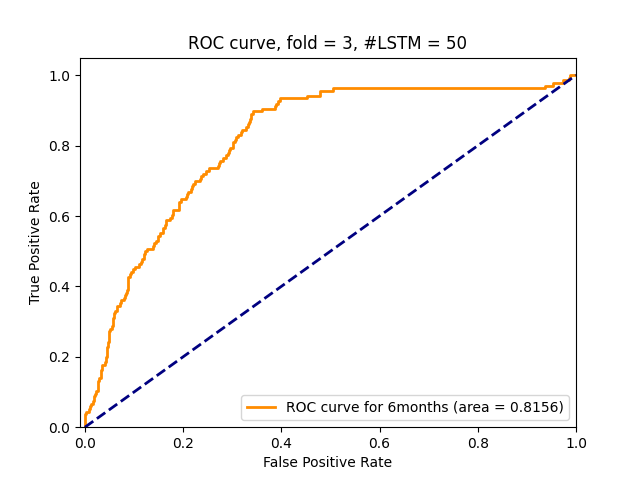 ROC curve, fold = 3, #LSTM = 50
True Positive Rate
1.0
0.8
0.6
0.4
0.2
0.0
ROC curve for 6months (area = 0.8156)
0.0 0.2 0.4 0.6 0.8 1.0
False Positive Rate